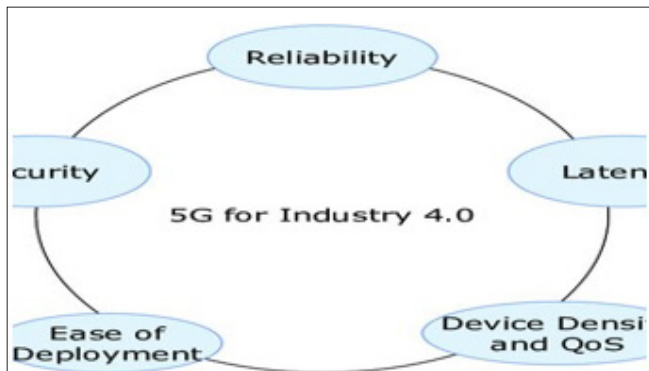 Reliability
curity
Laten
5G for Industry 4.0
Ease of
Deployment
Device Densi
and QoS